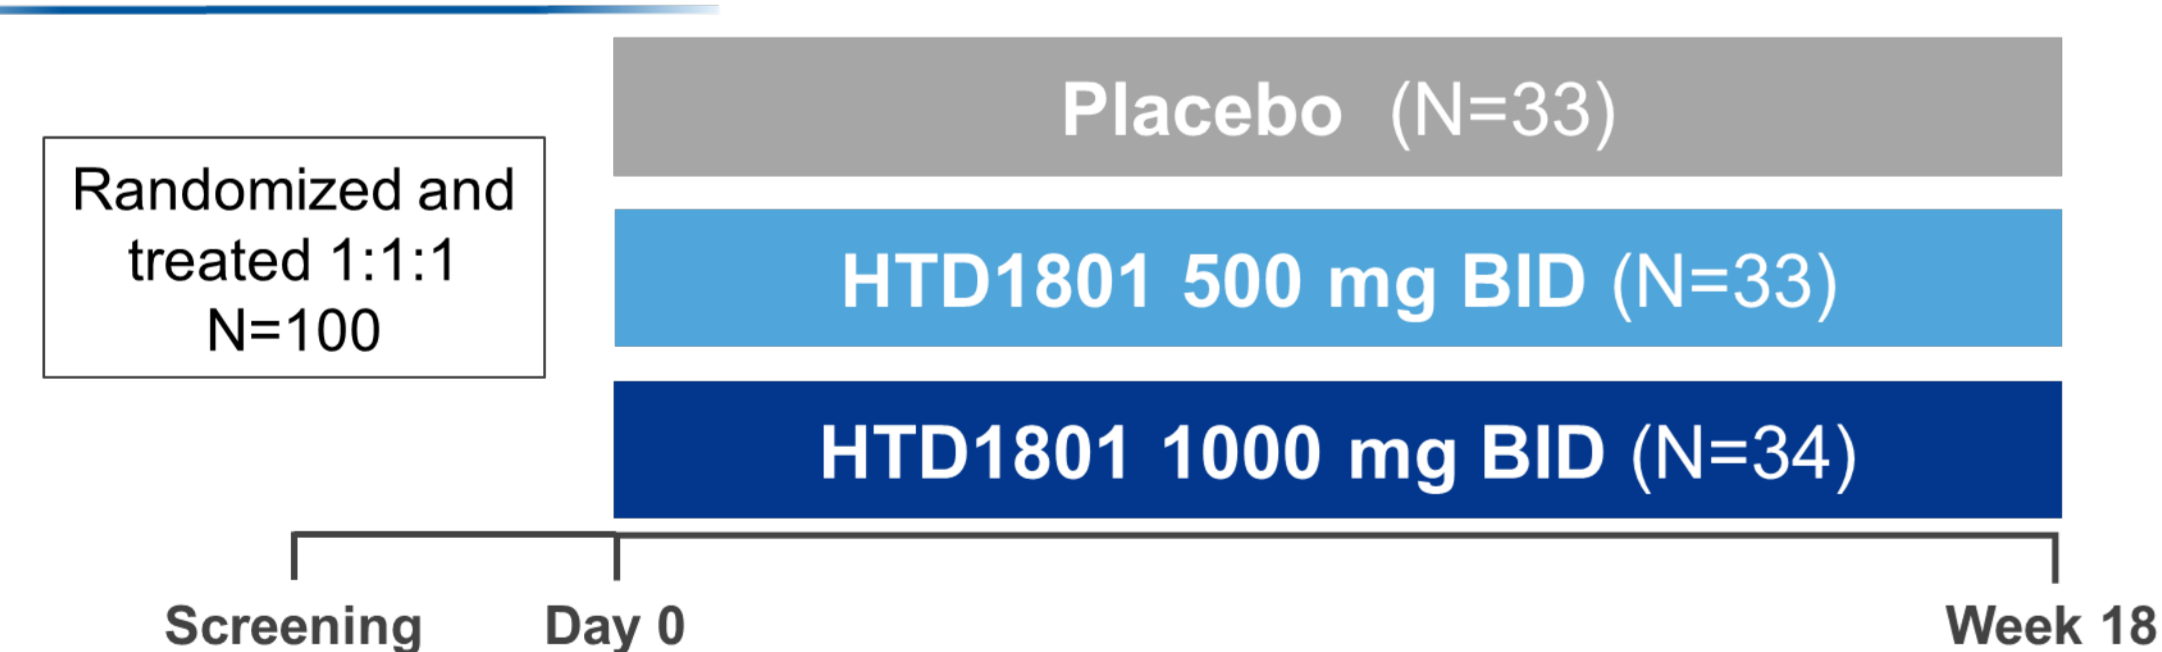 Placebo (N=33)
Randomized and
treated 1:1:1
N=100
HTD1801 500 mg BID (N=33)
HTD1801 1000 mg BID (N=34)
Screening
Day 0
Week 18